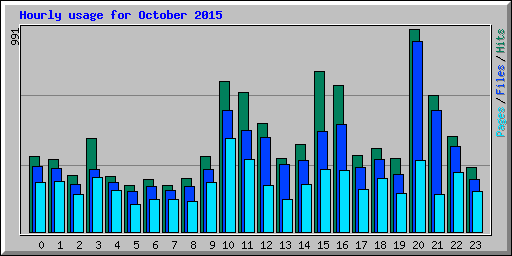 Hourly usage for October 2015
991
Pages/Files/Hits
0 1 2 3 4 5 6 7 8 9 10 11 12 13 14 15 16 17 18 19 20 21 22 23